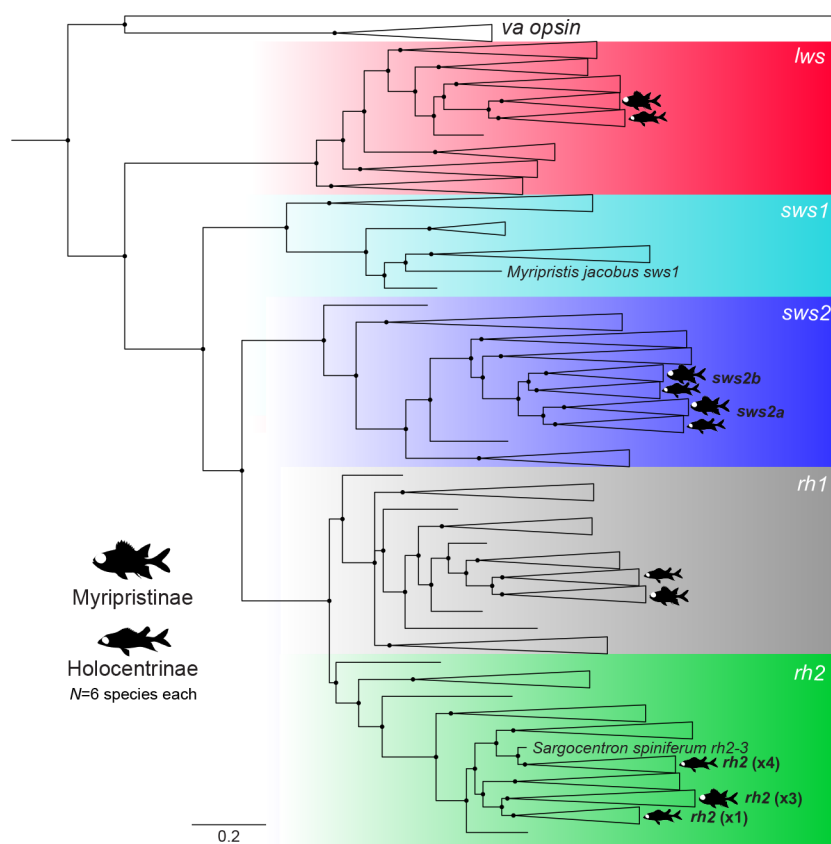 va opsin
lws
sws1
Myripristis jacobus sws1
sws2
sws2b
sws2a
rh1
Myripristinae
Holocentrinae
N=6 species each
rh2
Sargocentron spiniferum rh2-3
rh2 (x4)
rh2 (x3)
rh2 (x1)
0.2